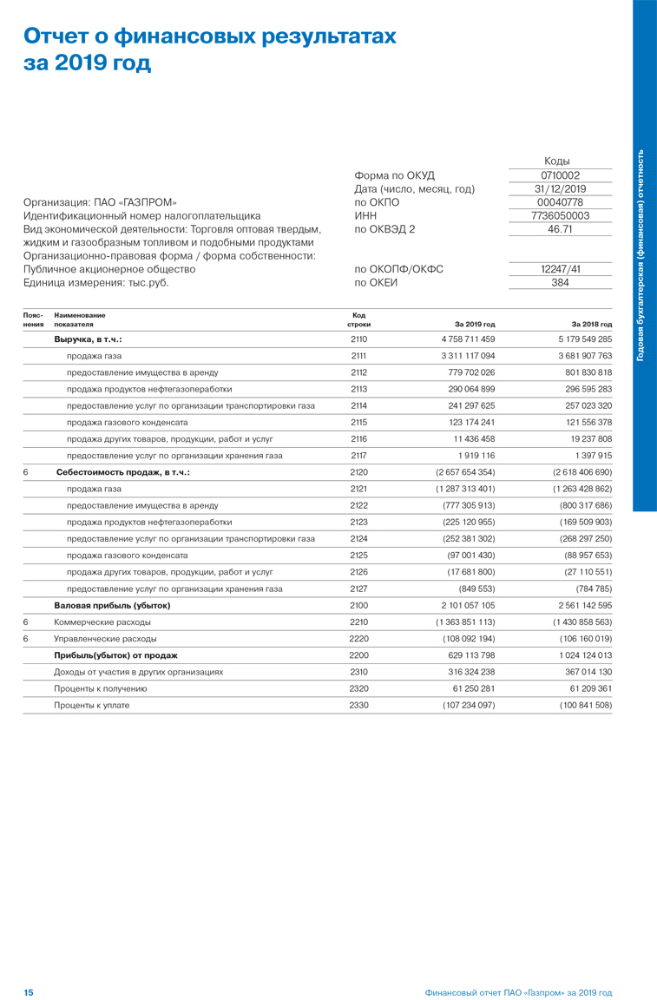 Отчет о финансовых результатах
за 2019 год
Коды
Форма по ОКУД 0710002
Дата (число, месяц, год) 31/12/2019
Организация: ПАО «ГАЗПРОМ» по ОКПО 00040778
Идентификационный номер налогоплательщика ИНН 7736050003
Вид экономической деятельности: Торговля оптовая твердым, по ОКВЭД 2 46.71
жидким и газообразным топливом и подобными продуктами
Организационно-правовая форма / форма собственности:
Публичное акционерное общество по ОКОПФ/ОКФС 12247/41
Единица измерения: тыс.руб. по ОКЕИ 384
Пояс- Наименование Код
нения показателя строки За 2019 год За 2018 год
Выручка, в т.ч.: 2110 4 758 711 459 5 179 549 285
продажа газа 2111 3 311 117 094 3 681 907 763
предоставление имущества в аренду 2112 779 702 026 801 830 818
продажа продуктов нефтегазопеработки 2113 290 064 899 296 595 283
предоставление услуг по организации транспортировки газа 2114 241 297 625 257 023 320
продажа газового конденсата 2115 123 174 241 121 556 378
продажа других товаров, продукции, работ и услуг 2116 11 436 458 19 237 808
предоставление услуг по организации хранения газа 2117 1 919 116 1 397 915
6 Себестоимость продаж, в т.ч.: 2120 (2 657 654 354) (2 618 406 690)
продажа газа 2121 (1 287 313 401) (1 263 428 862)
предоставление имущества в аренду 2122 (777 305 913) (800 317 686)
продажа продуктов нефтегазопеработки 2123 (225 120 955) (169 509 903)
предоставление услуг по организации транспортировки газа 2124 (252 381 302) (268 297 250)
продажа газового конденсата 2125 (97 001 430) (88 957 653)
продажа других товаров, продукции, работ и услуг 2126 (17 681 800) (27 110 551)
предоставление услуг по организации хранения газа 2127 (849 553) (784 785)
Валовая прибыль (убыток) 2100 2 101 057 105 2 561 142 595
6 Коммерческие расходы 2210 (1 363 851 113) (1 430 858 563)
6 Управленческие расходы 2220 (108 092 194) (106 160 019)
Прибыль(убыток) от продаж 2200 629 113 798 1 024 124 013
Доходы от участия в других организациях 2310 316 324 238 367 014 130
Проценты к получению 2320 61 250 281 61 209 361
Проценты к уплате 2330 (107 234 097) (100 841 508)
Годовая бухгалтерская (финансовая) отчетность
15 Финансовый отчет ПАО «Газпром» за 2019 год